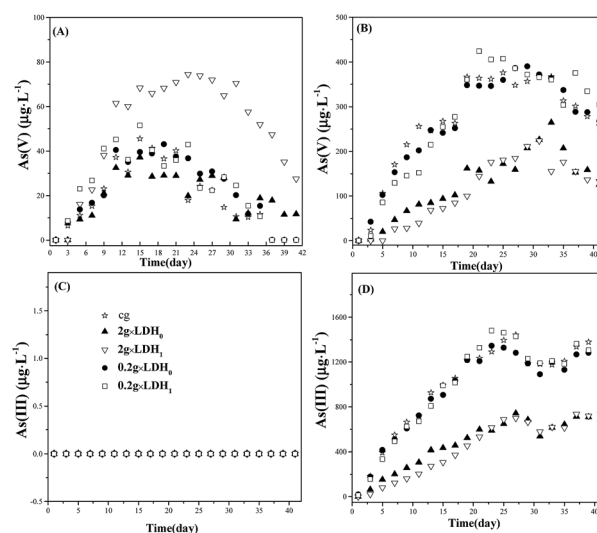 (A)
As(V) (μg·L⁻¹)
100
80
60
40
20
0
0 3 6 9 12 15 18 21 24 27 30 33 36 39 42
Time(day)
(B)
As(V) (μg·L⁻¹)
500
400
300
200
100
0
0 5 10 15 20 25 30 35 40
Time(day)
(C)
As(III) (μg·L⁻¹)
1.5
1.0
0.5
0.0
-0.5
cg
2g×LDH₀
2g×LDH₁
0.2g×LDH₀
0.2g×LDH₁
0 5 10 15 20 25 30 35 40
Time(day)
(D)
As(III) (μg·L⁻¹)
1600
1200
800
400
0
0 5 10 15 20 25 30 35 40
Time(day)